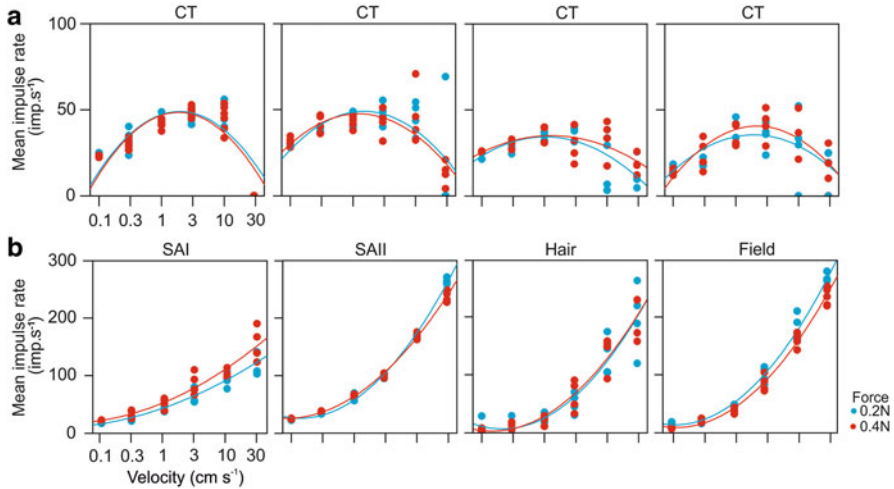 a
CT CT CT CT
Mean impulse rate
(imp.s⁻¹)
100
50
0
0.1 0.3 1 3 10 30
b
SAI SAII Hair Field
Mean impulse rate
(imp.s⁻¹)
300
200
100
0
0.1 0.3 1 3 10 30
Velocity (cm s⁻¹)
Force
0.2N
0.4N